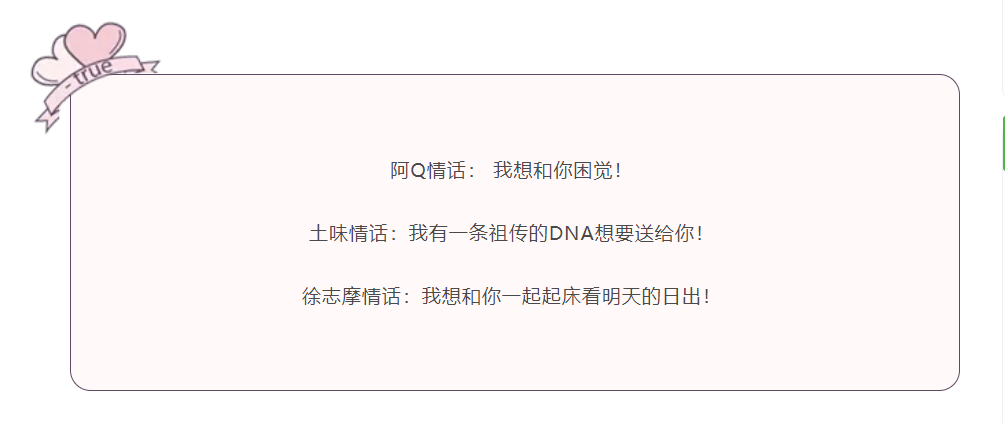 - true
阿Q情话： 我想和你困觉！
土味情话：我有一条祖传的DNA想要送给你！
徐志摩情话：我想和你一起起床看明天的日出！